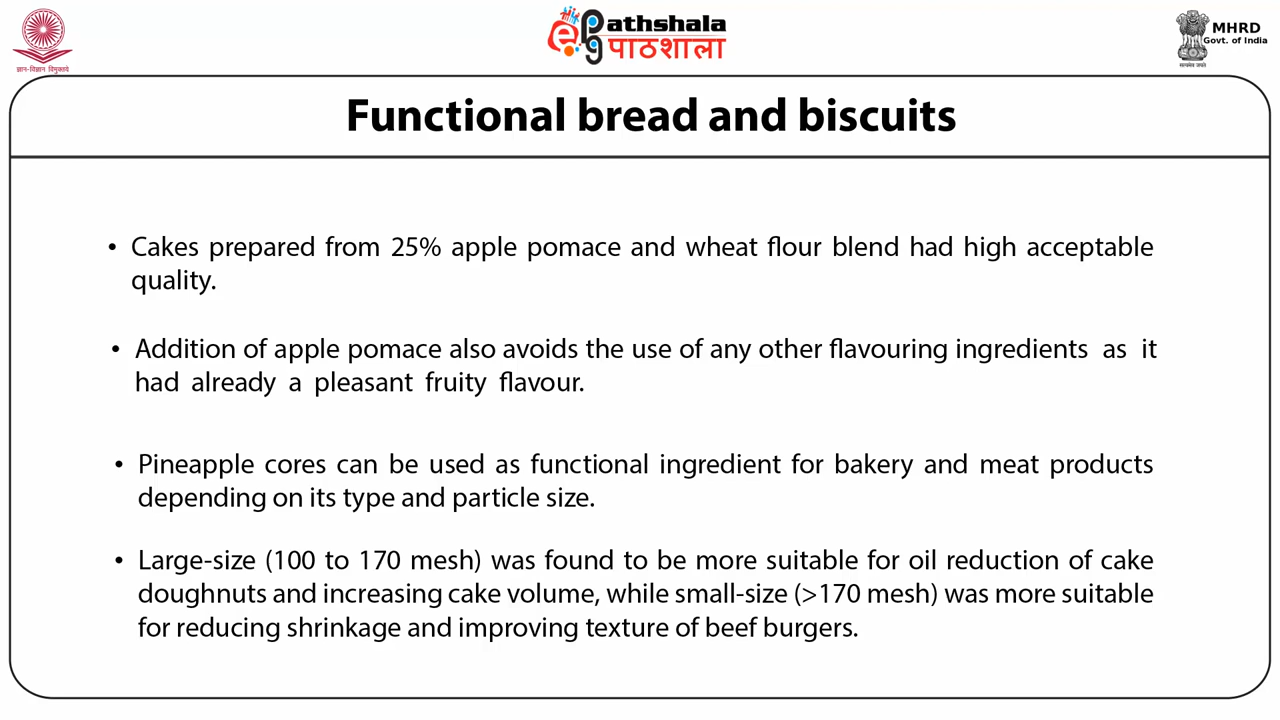 ज्ञान-विज्ञान विमुक्तये
ePgathshala
पाठशाला
MHRD
Govt. of India
सत्यमेव जयते
Functional bread and biscuits
• Cakes prepared from 25% apple pomace and wheat flour blend had high acceptable
quality.
• Addition of apple pomace also avoids the use of any other flavouring ingredients as it
had already a pleasant fruity flavour.
• Pineapple cores can be used as functional ingredient for bakery and meat products
depending on its type and particle size.
• Large-size (100 to 170 mesh) was found to be more suitable for oil reduction of cake
doughnuts and increasing cake volume, while small-size (>170 mesh) was more suitable
for reducing shrinkage and improving texture of beef burgers.